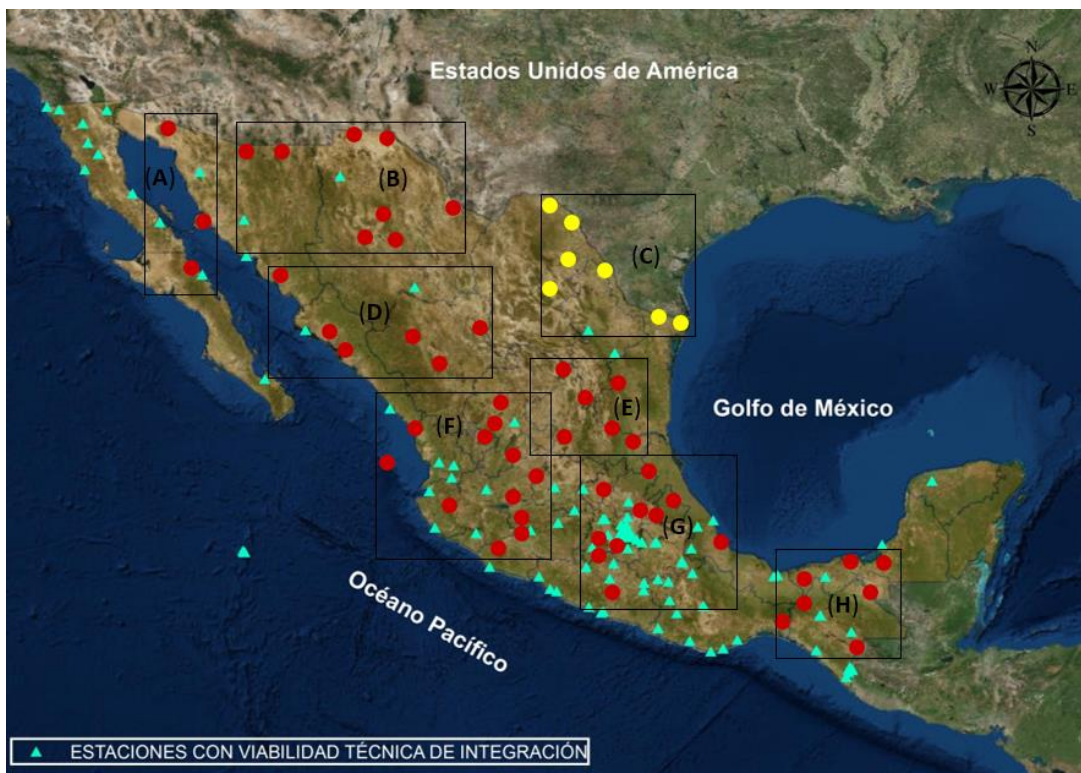 Estados Unidos de América
N
W E
S
(A)
(B)
(C)
(D)
(E)
Golfo de México
(F)
(G)
(H)
Océano Pacífico
ESTACIONES CON VIABILIDAD TÉCNICA DE INTEGRACIÓN